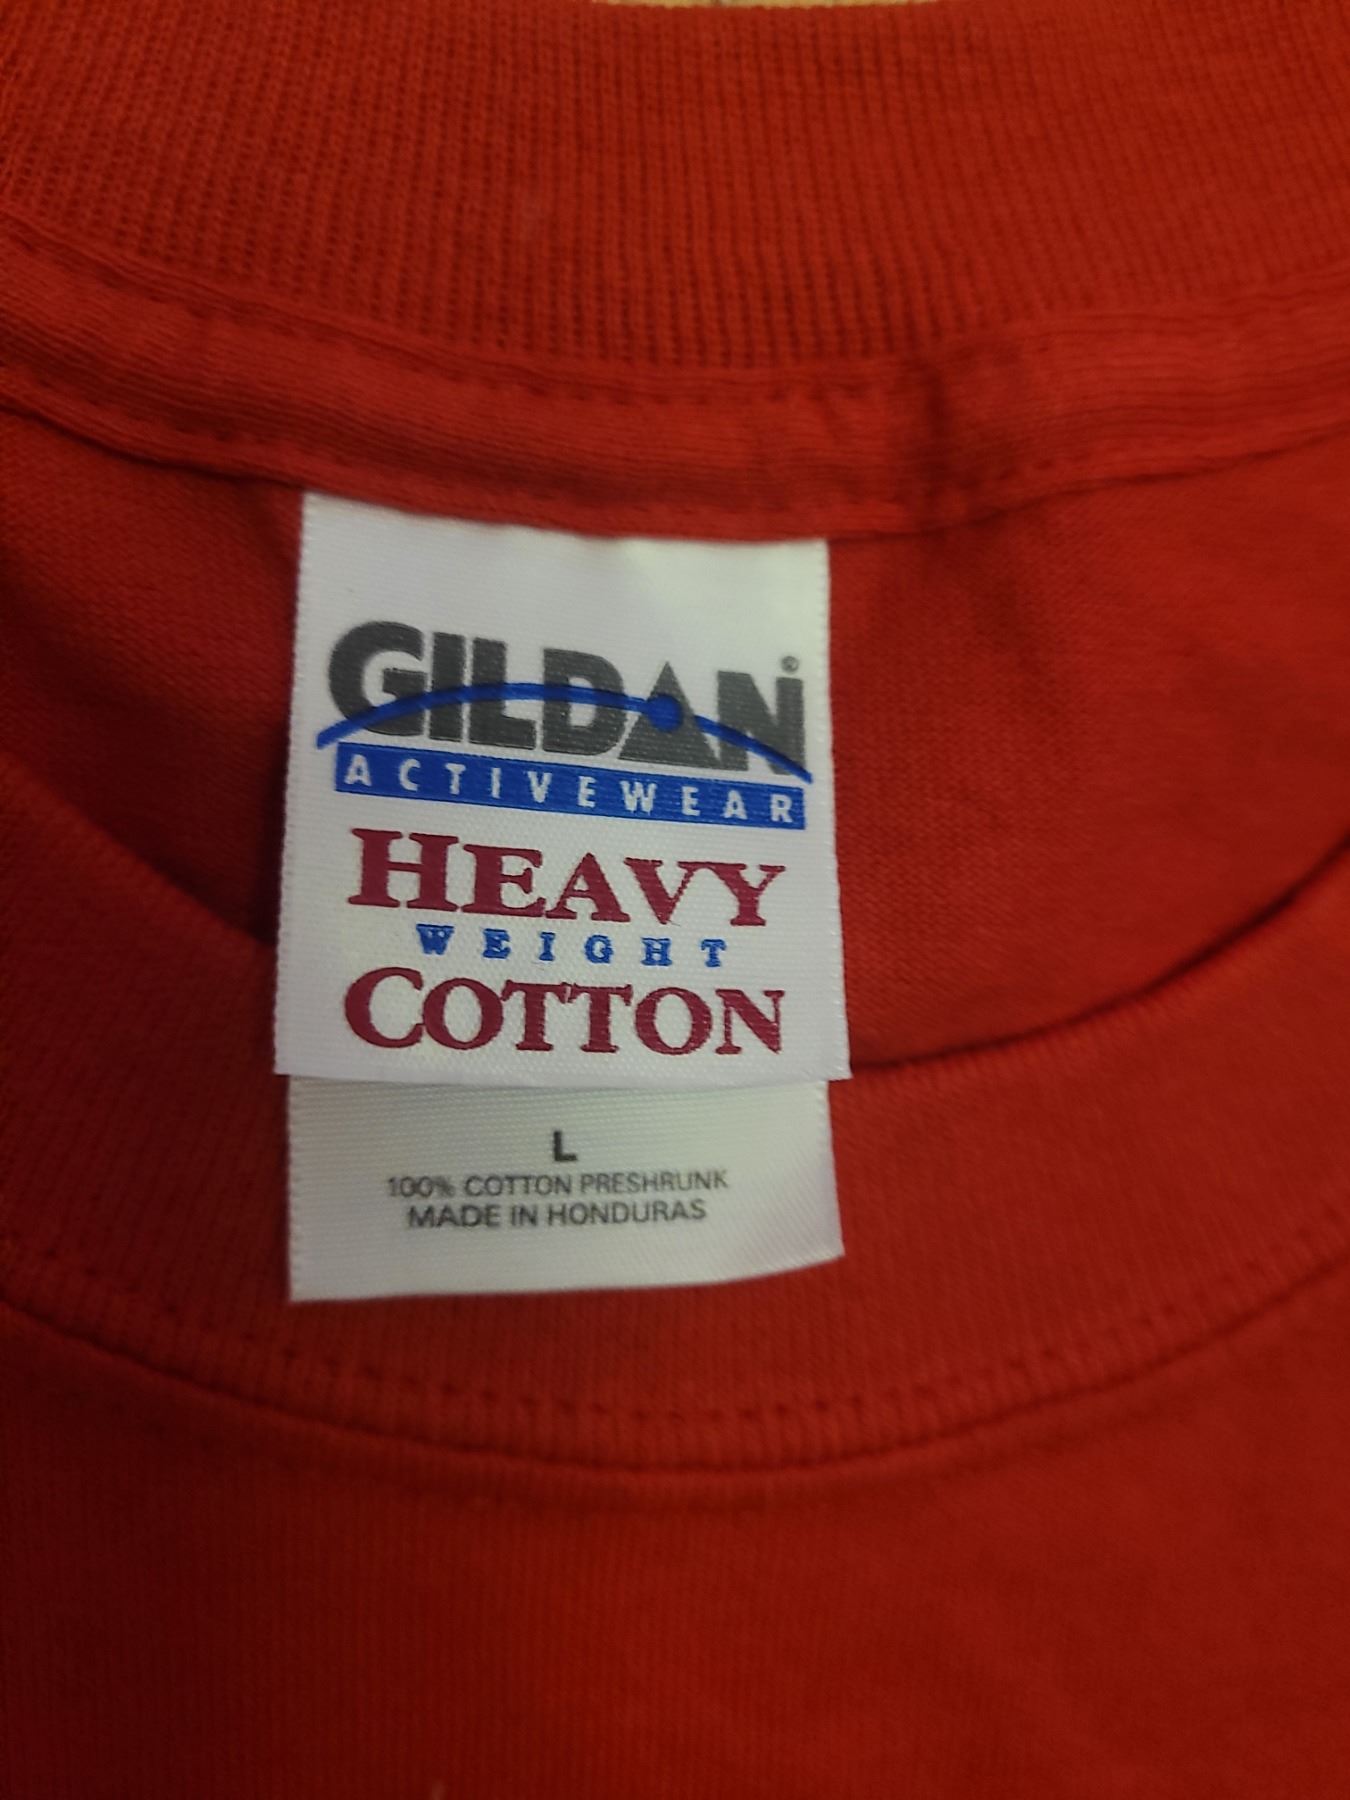 GILDAN®
ACTIVEWEAR
HEAVY
WEIGHT
COTTON
L
100% COTTON PRESHRUNK
MADE IN HONDURAS